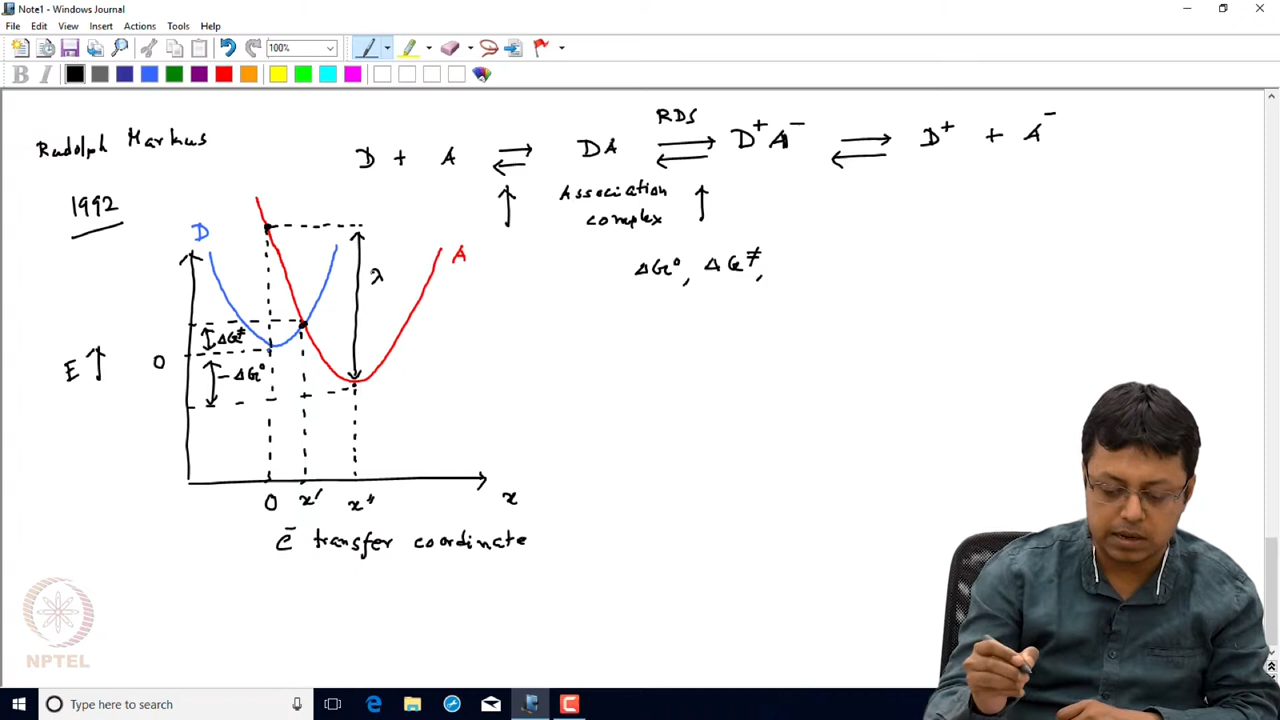 Note1 - Windows Journal
File Edit View Insert Actions Tools Help
100%
B I
Rudolph Markus
1992
D + A ⇌ DA ⇌ D⁺A⁻ ⇌ D⁺ + A⁻
RDS
↑ Association complex ↑
ΔG°, ΔG≠,
D
A
λ
ΔG≠
-ΔG°
E ↑
0
0 x' x"
x
e⁻ transfer coordinate
NPTEL
Type here to search